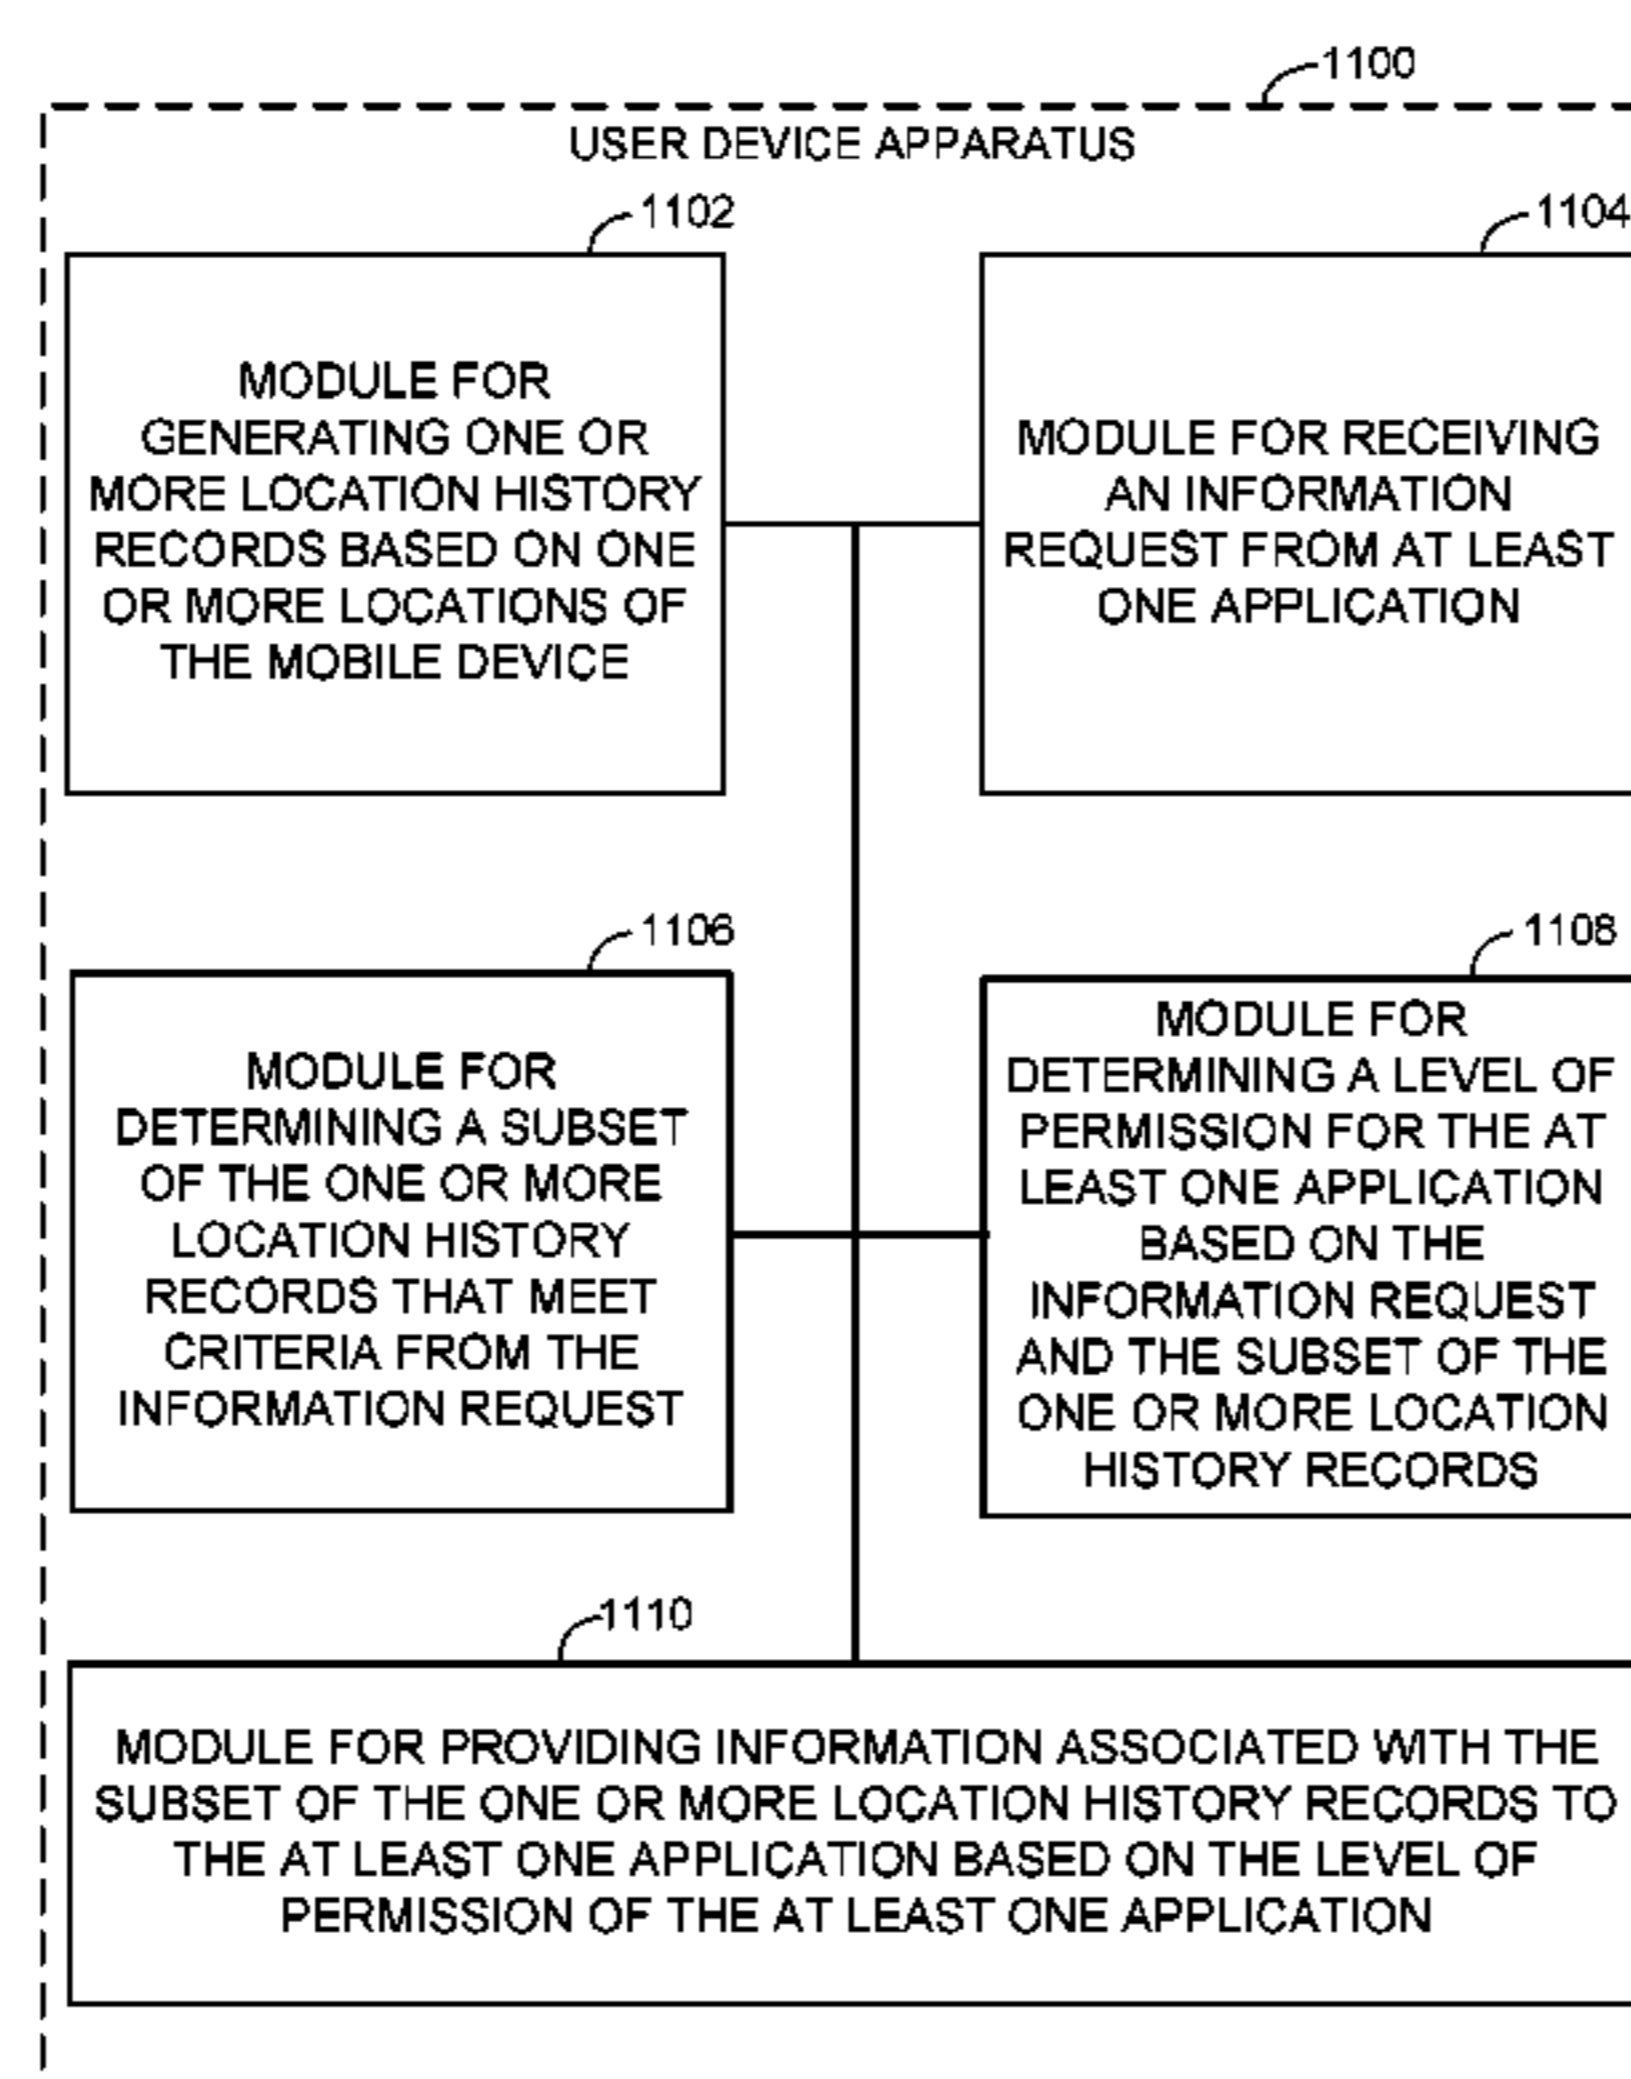 1100
USER DEVICE APPARATUS
1102
MODULE FOR
GENERATING ONE OR
MORE LOCATION HISTORY
RECORDS BASED ON ONE
OR MORE LOCATIONS OF
THE MOBILE DEVICE
1104
MODULE FOR RECEIVING
AN INFORMATION
REQUEST FROM AT LEAST
ONE APPLICATION
1106
MODULE FOR
DETERMINING A SUBSET
OF THE ONE OR MORE
LOCATION HISTORY
RECORDS THAT MEET
CRITERIA FROM THE
INFORMATION REQUEST
1108
MODULE FOR
DETERMINING A LEVEL OF
PERMISSION FOR THE AT
LEAST ONE APPLICATION
BASED ON THE
INFORMATION REQUEST
AND THE SUBSET OF THE
ONE OR MORE LOCATION
HISTORY RECORDS
1110
MODULE FOR PROVIDING INFORMATION ASSOCIATED WITH THE
SUBSET OF THE ONE OR MORE LOCATION HISTORY RECORDS TO
THE AT LEAST ONE APPLICATION BASED ON THE LEVEL OF
PERMISSION OF THE AT LEAST ONE APPLICATION